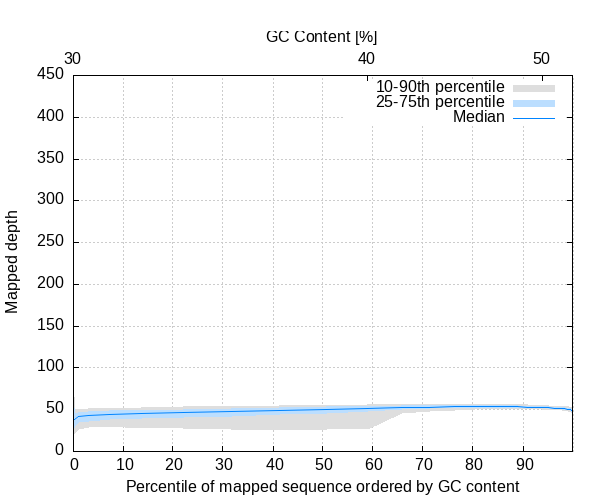 GC Content [%]
30 40 50
450
400
350
300
250
200
150
100
50
0
Mapped depth
10-90th percentile
25-75th percentile
Median
0 10 20 30 40 50 60 70 80 90
Percentile of mapped sequence ordered by GC content